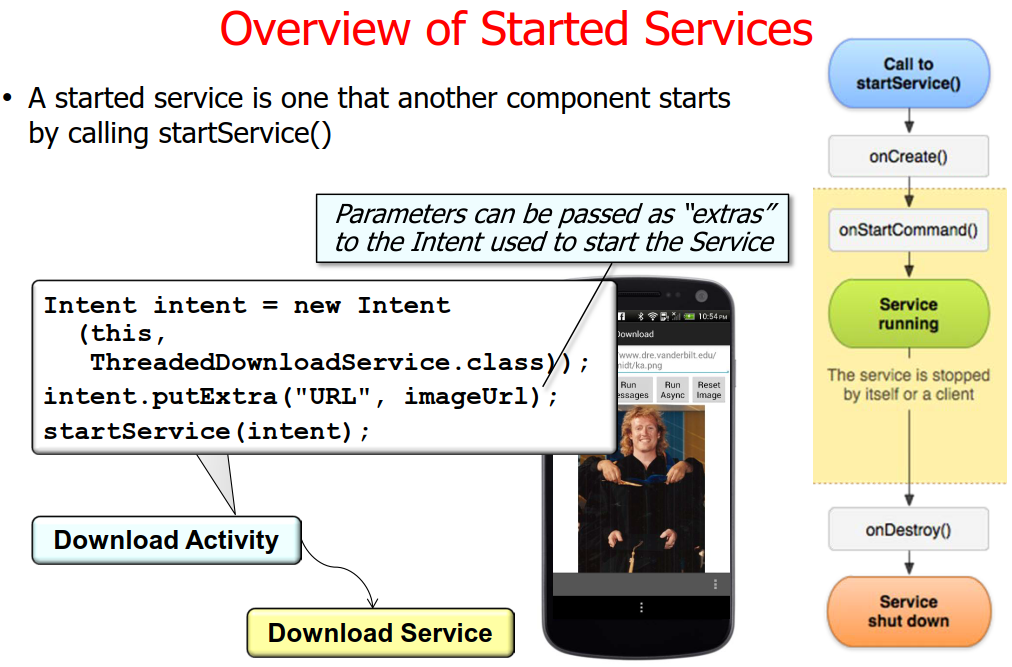 Overview of Started Services
• A started service is one that another component starts
by calling startService()
Parameters can be passed as “extras”
to the Intent used to start the Service
Intent intent = new Intent
(this,
ThreadedDownloadService.class));
intent.putExtra("URL", imageUrl);
startService(intent);
Download Activity
Download Service
10:54 PM
Download
www.dre.vanderbilt.edu/
midt/ka.png
Run
essages
Run
Async
Reset
Image
Call to
startService()
onCreate()
onStartCommand()
Service
running
The service is stopped
by itself or a client
onDestroy()
Service
shut down